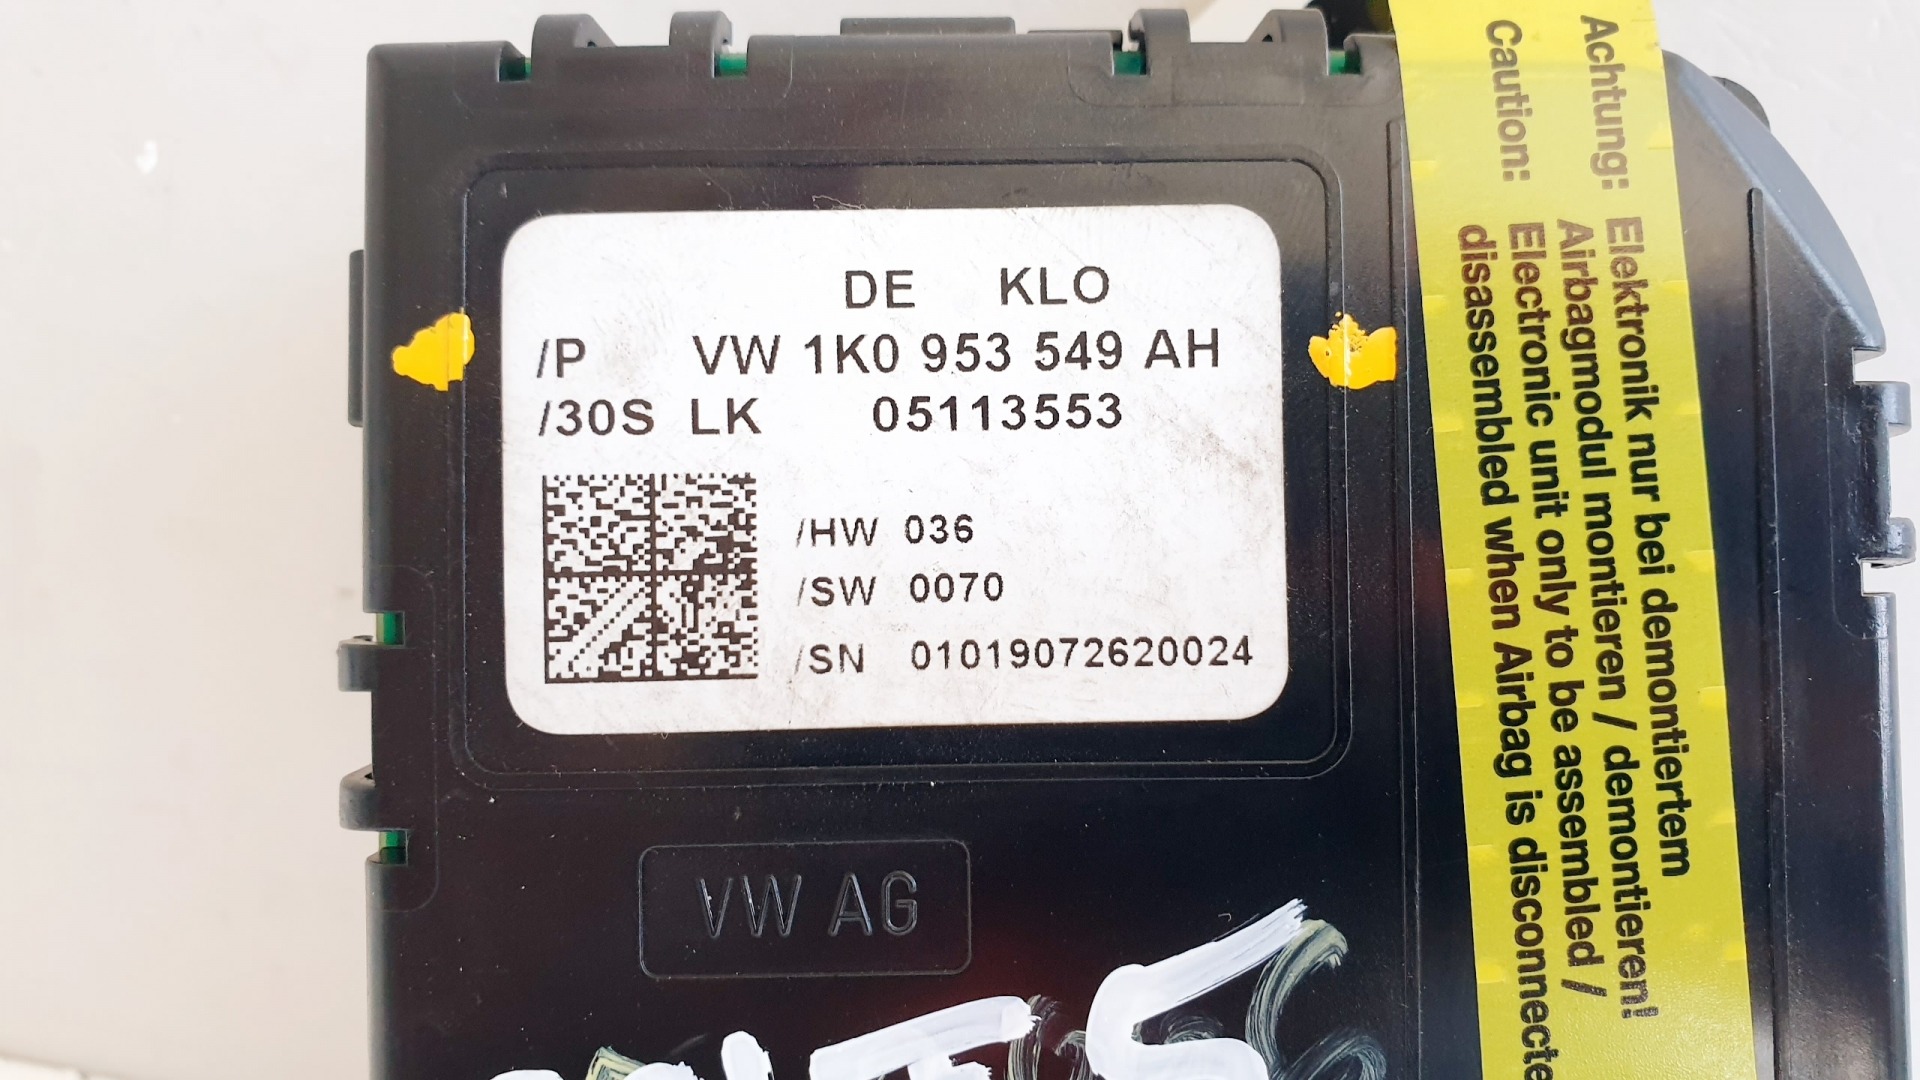 DE KLO
/P VW 1K0 953 549 AH
/30S LK 05113553
/HW 036
/SW 0070
/SN 01019072620024
VW AG
Achtung: Elektronik nur bei demontiertem
Airbagmodul montieren / demontieren!
Caution: Electronic unit only to be assembled /
disassembled when Airbag is disconnecte